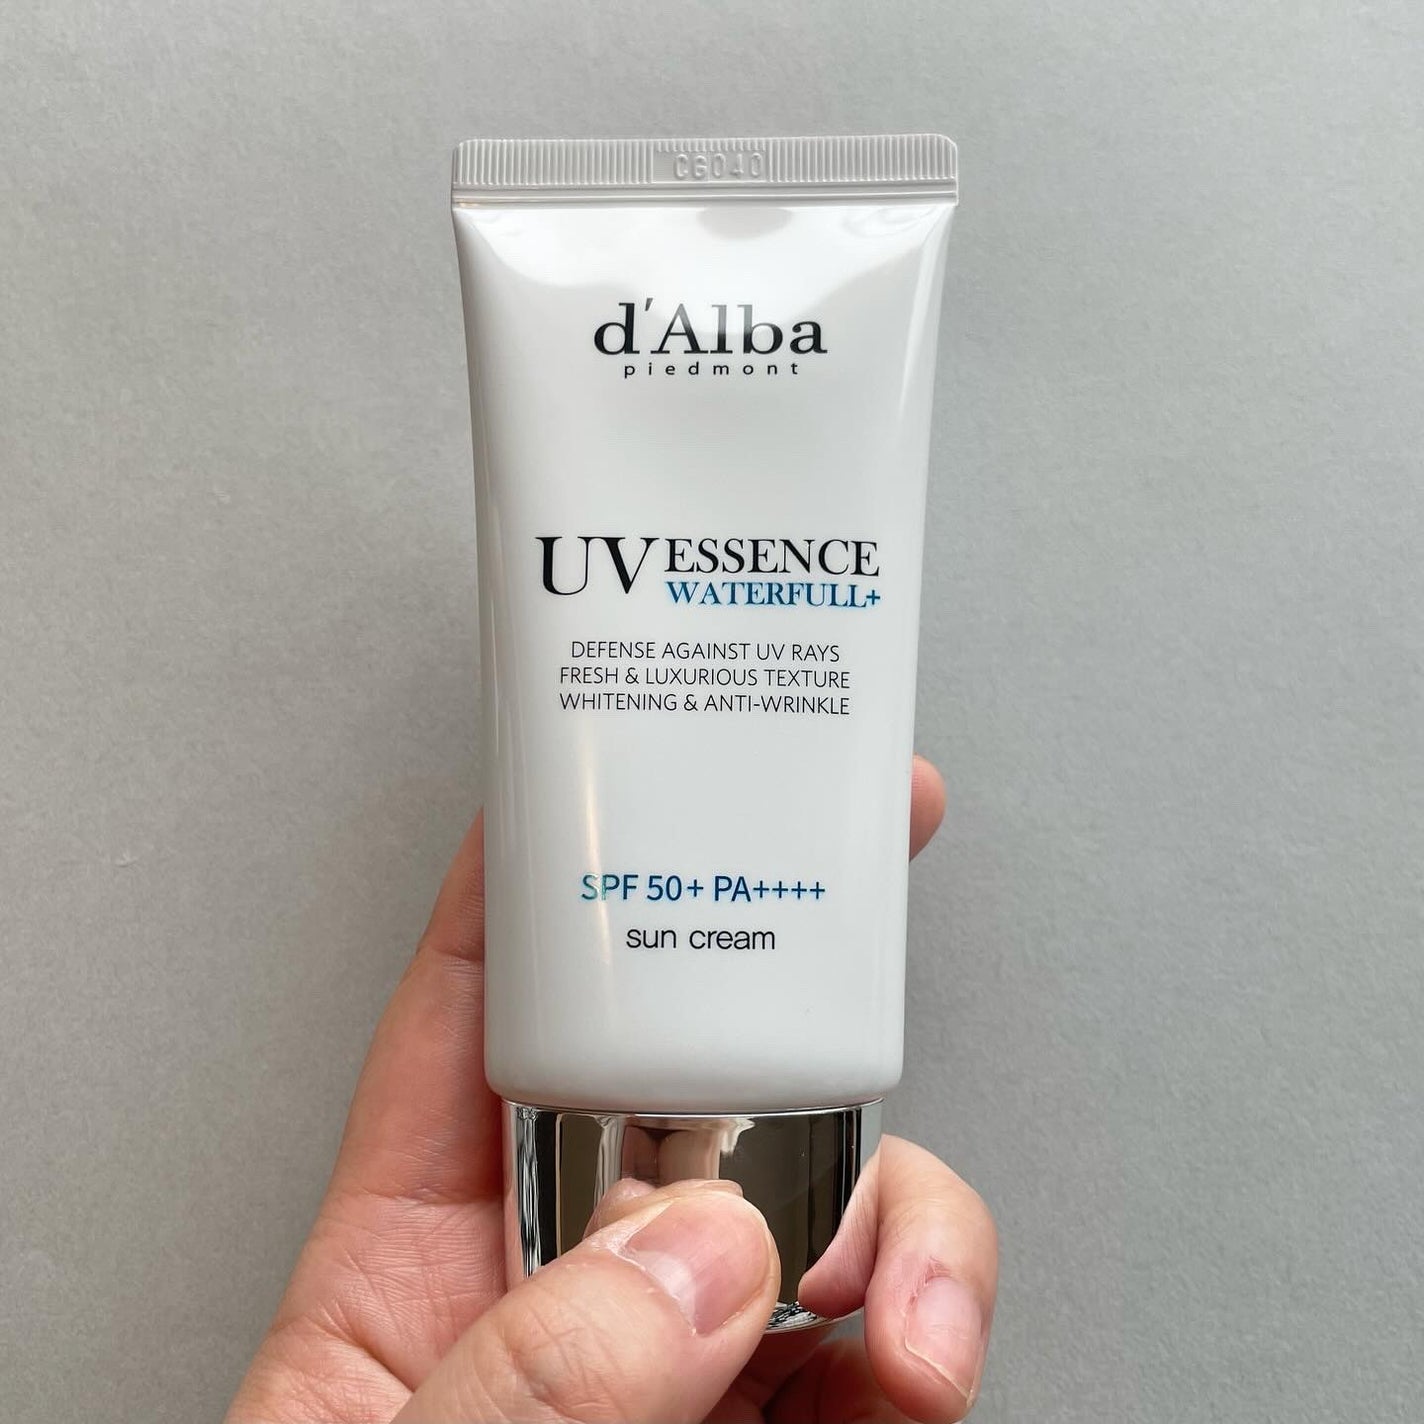 CG040
d'Alba
piedmont
UV ESSENCE
WATERFULL+
DEFENSE AGAINST UV RAYS
FRESH & LUXURIOUS TEXTURE
WHITENING & ANTI-WRINKLE
SPF 50+ PA++++
sun cream